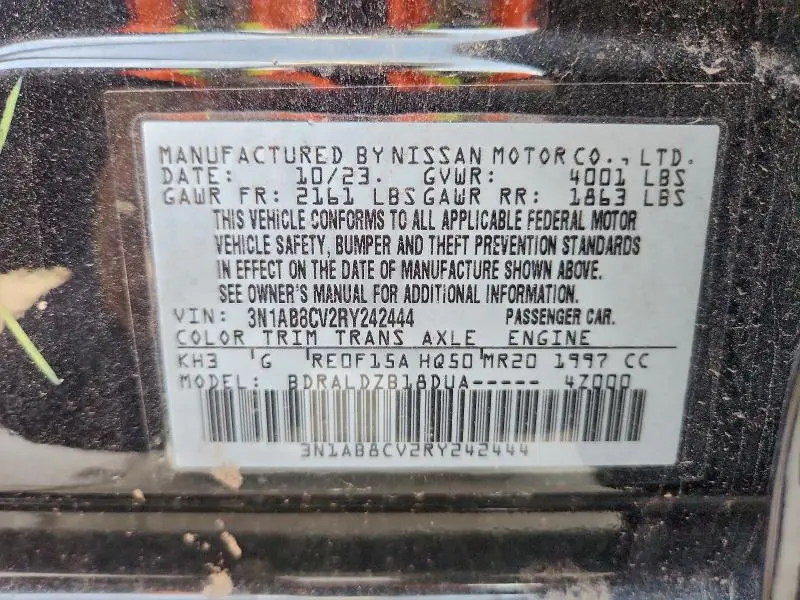 MANUFACTURED BY NISSAN MOTOR CO., LTD.
DATE: 10/23. GVWR: 4001 LBS
GAWR FR: 2161 LBS GAWR RR: 1863 LBS
THIS VEHICLE CONFORMS TO ALL APPLICABLE FEDERAL MOTOR
VEHICLE SAFETY, BUMPER AND THEFT PREVENTION STANDARDS
IN EFFECT ON THE DATE OF MANUFACTURE SHOWN ABOVE.
SEE OWNER'S MANUAL FOR ADDITIONAL INFORMATION.
VIN: 3N1AB8CV2RY242444 PASSENGER CAR.
COLOR TRIM TRANS AXLE ENGINE
KH3 'G 'RE0F15A HQ50'MR20 1997 CC
MODEL: BDRALDZB18DUA----- 4Z000
3N1AB8CV2RY242444